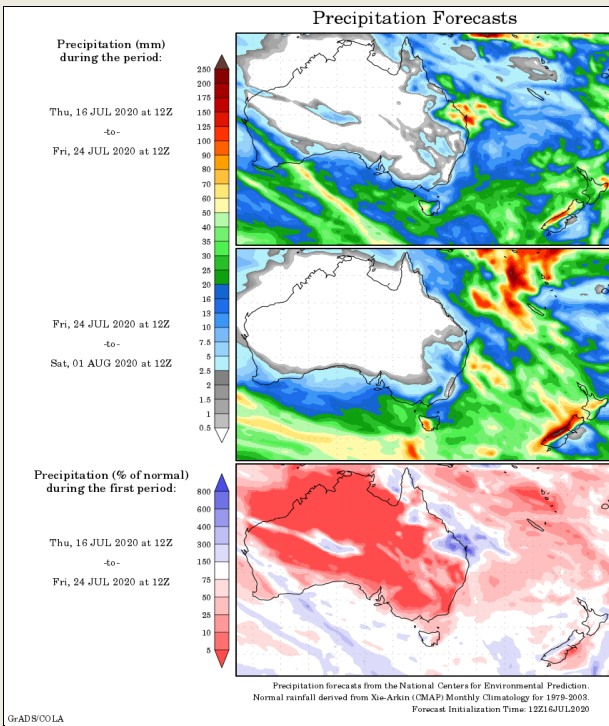 Precipitation Forecasts
Precipitation (mm)
during the period:
Thu, 16 JUL 2020 at 12Z
-to-
Fri, 24 JUL 2020 at 12Z
250
200
175
150
125
100
90
80
70
60
50
40
35
30
25
20
16
13
10
7.5
5
2.5
2
1.5
1
0.5
Fri, 24 JUL 2020 at 12Z
-to-
Sat, 01 AUG 2020 at 12Z
Precipitation (% of normal)
during the first period:
Thu, 16 JUL 2020 at 12Z
-to-
Fri, 24 JUL 2020 at 12Z
800
600
400
300
150
75
50
25
10
5
Precipitation forecasts from the National Centers for Environmental Prediction.
Normal rainfall derived from Xie-Arkin (CMAP) Monthly Climatology for 1979-2003.
Forecast Initialization Time: 12Z16JUL2020
GrADS/COLA